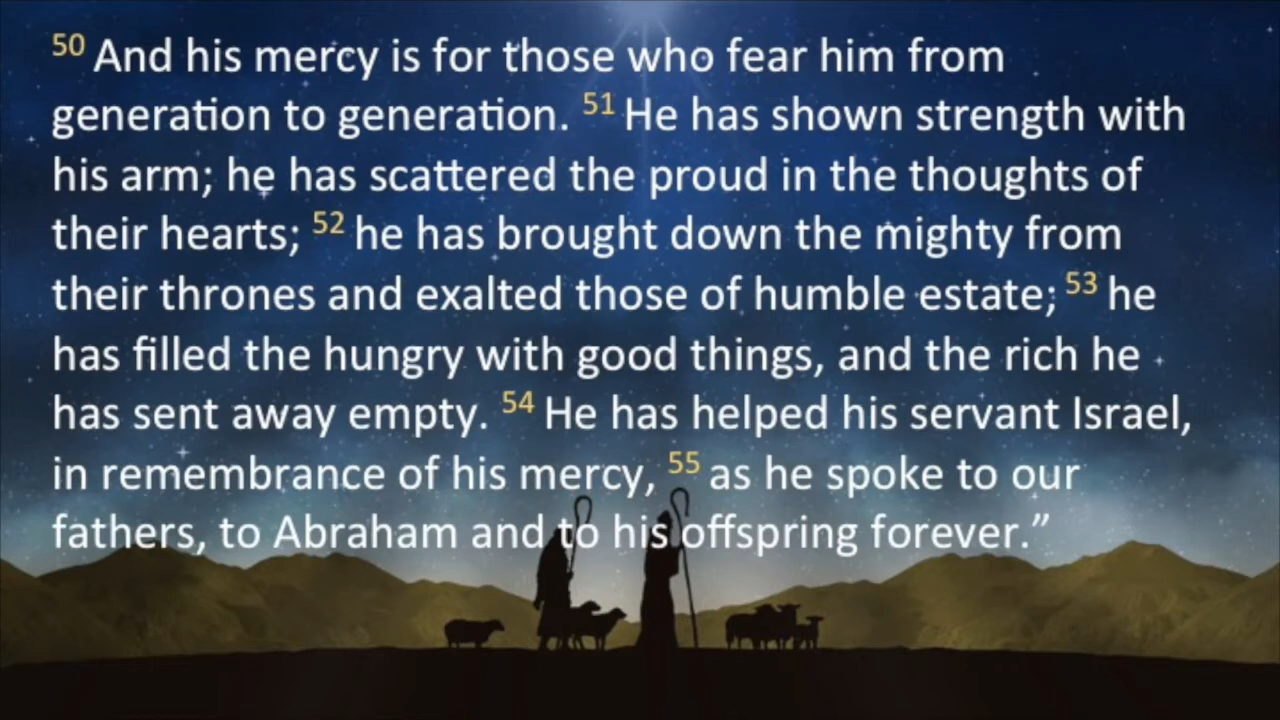 50 And his mercy is for those who fear him from
generation to generation. 51 He has shown strength with
his arm; he has scattered the proud in the thoughts of
their hearts; 52 he has brought down the mighty from
their thrones and exalted those of humble estate; 53 he
has filled the hungry with good things, and the rich he
has sent away empty. 54 He has helped his servant Israel,
in remembrance of his mercy, 55 as he spoke to our
fathers, to Abraham and to his offspring forever.”